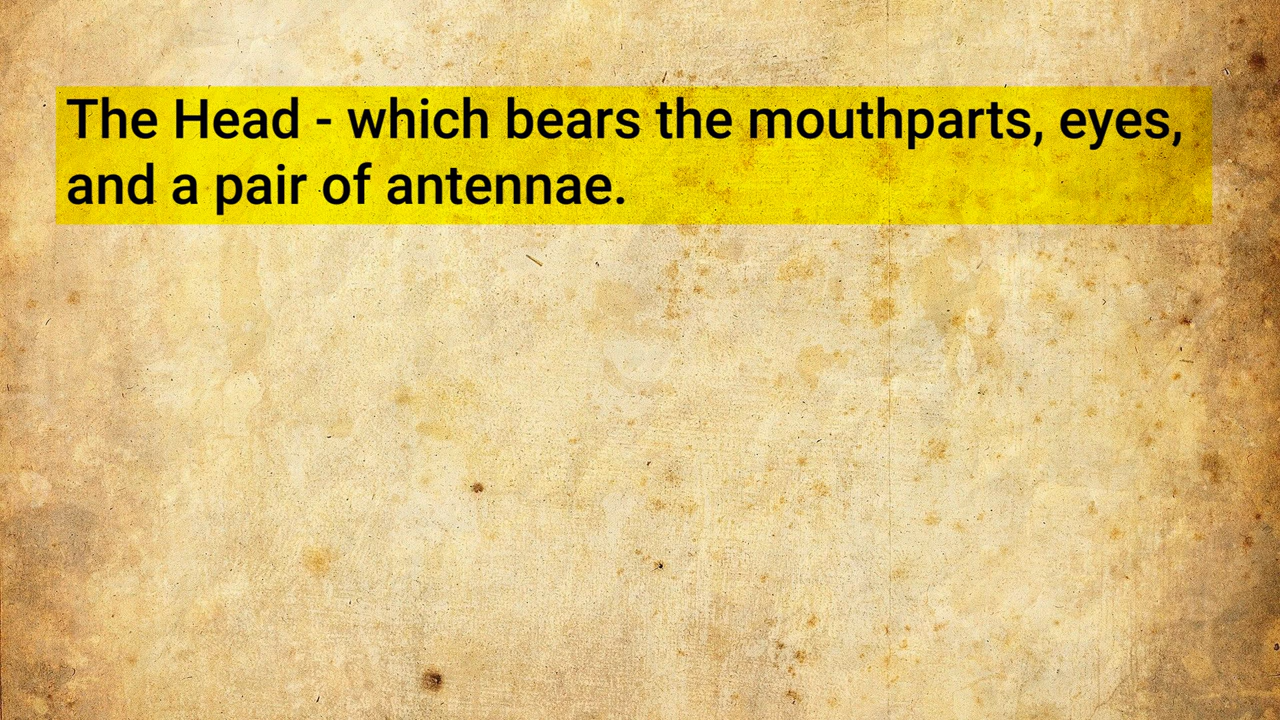 The Head - which bears the mouthparts, eyes,
and a pair of antennae.